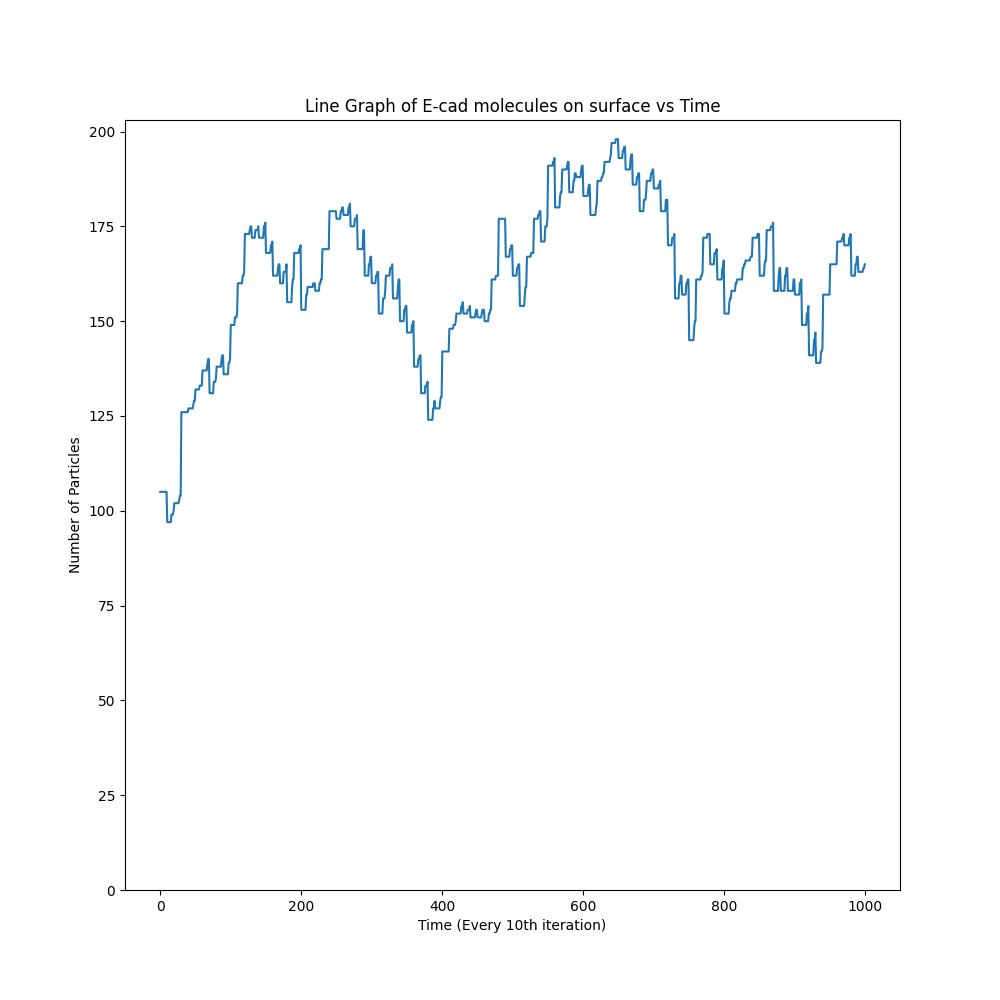 Line Graph of E-cad molecules on surface vs Time
200
175
150
125
100
75
50
25
0
Number of Particles
0 200 400 600 800 1000
Time (Every 10th iteration)